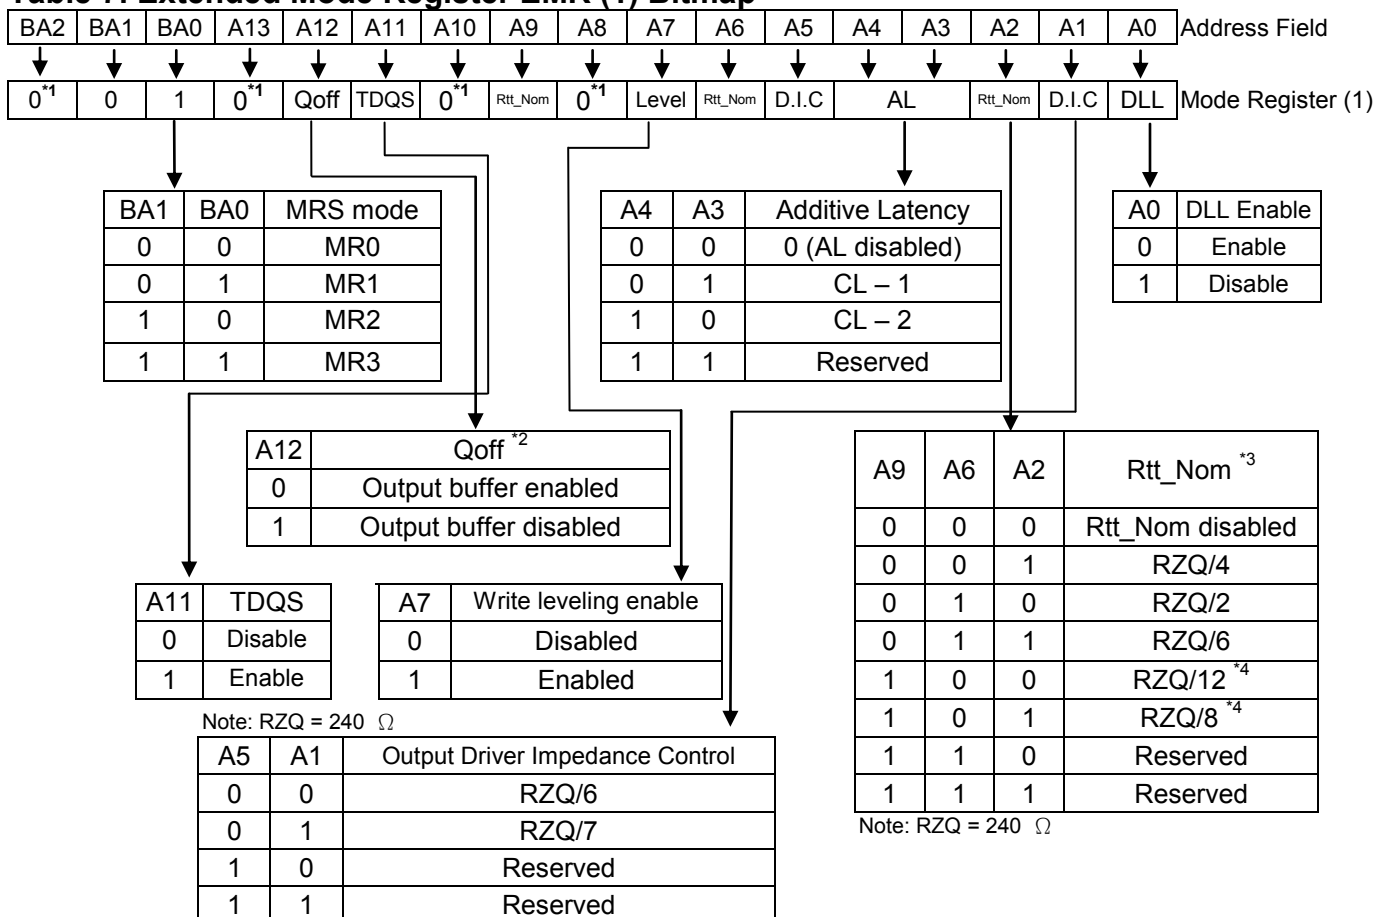 Table 7. Extended Mode Register EMR (1) Bitmap
BA2 BA1 BA0 A13 A12 A11 A10 A9 A8 A7 A6 A5 A4 A3 A2 A1 A0 Address Field
0*1 0 1 0*1 Qoff TDQS 0*1 Rtt_Nom 0*1 Level Rtt_Nom D.I.C AL Rtt_Nom D.I.C DLL Mode Register (1)
BA1 BA0 MRS mode
0 0 MR0
0 1 MR1
1 0 MR2
1 1 MR3
A4 A3 Additive Latency
0 0 0 (AL disabled)
0 1 CL – 1
1 0 CL – 2
1 1 Reserved
A0 DLL Enable
0 Enable
1 Disable
A12 Qoff *2
0 Output buffer enabled
1 Output buffer disabled
A9 A6 A2 Rtt_Nom *3
0 0 0 Rtt_Nom disabled
0 0 1 RZQ/4
0 1 0 RZQ/2
0 1 1 RZQ/6
1 0 0 RZQ/12 *4
1 0 1 RZQ/8 *4
1 1 0 Reserved
1 1 1 Reserved
Note: RZQ = 240 Ω
A11 TDQS
0 Disable
1 Enable
A7 Write leveling enable
0 Disabled
1 Enabled
Note: RZQ = 240 Ω
A5 A1 Output Driver Impedance Control
0 0 RZQ/6
0 1 RZQ/7
1 0 Reserved
1 1 Reserved